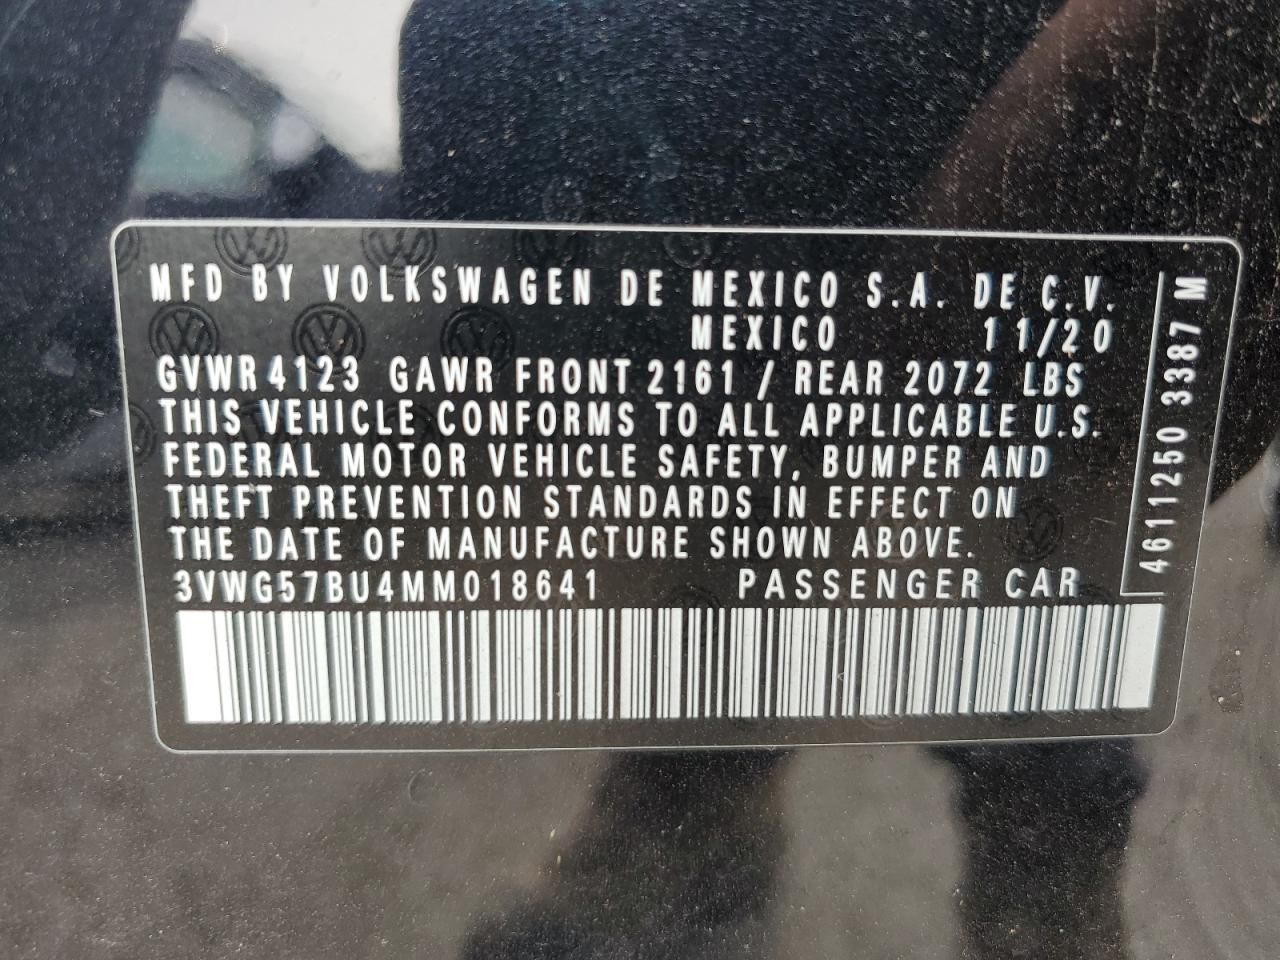 MFD BY VOLKSWAGEN DE MEXICO S.A. DE C.V.
MEXICO 11/20
GVWR 4123 GAWR FRONT 2161 / REAR 2072 LBS
THIS VEHICLE CONFORMS TO ALL APPLICABLE U.S.
FEDERAL MOTOR VEHICLE SAFETY, BUMPER AND
THEFT PREVENTION STANDARDS IN EFFECT ON
THE DATE OF MANUFACTURE SHOWN ABOVE.
3VWG57BU4MM018641 PASSENGER CAR
4611250 3387 M